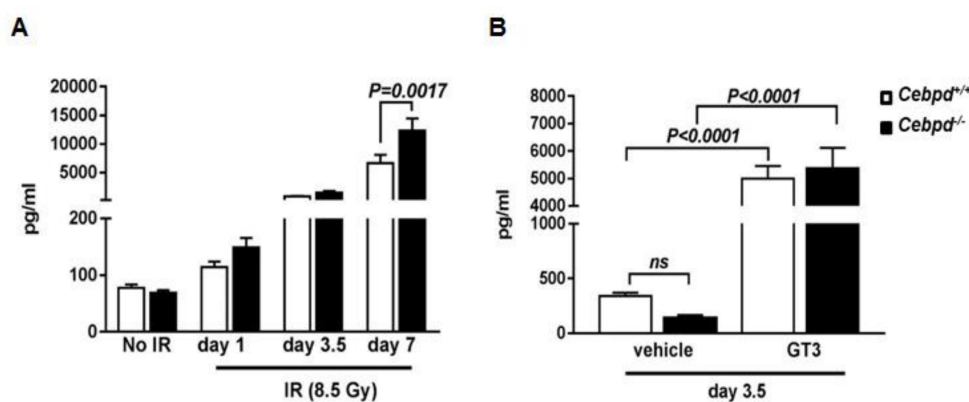 A
pg/ml
20000
15000
10000
5000
200
100
0
P=0.0017
No IR day 1 day 3.5 day 7
IR (8.5 Gy)
B
pg/ml
8000
7000
6000
5000
4000
1000
500
0
P<0.0001
P<0.0001
ns
vehicle GT3
day 3.5
Cebpd+/+
Cebpd-/-